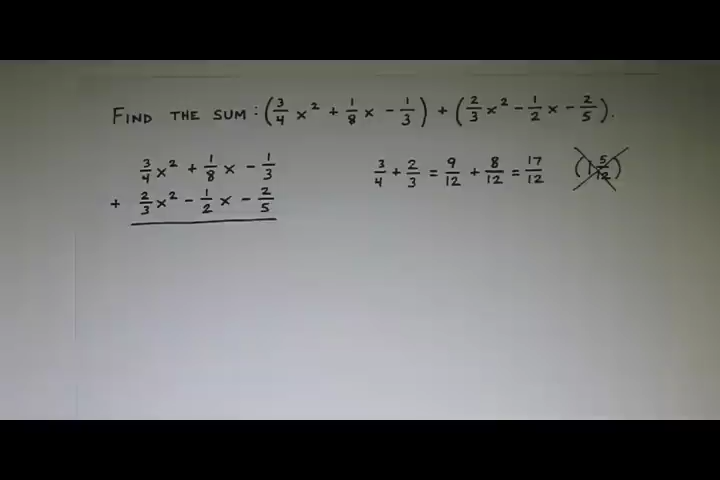 FIND THE SUM: (3/4 x² + 1/8 x - 1/3) + (2/3 x² - 1/2 x - 2/5).
3/4 x² + 1/8 x - 1/3
+ 2/3 x² - 1/2 x - 2/5
3/4 + 2/3 = 9/12 + 8/12 = 17/12 (1 5/12)